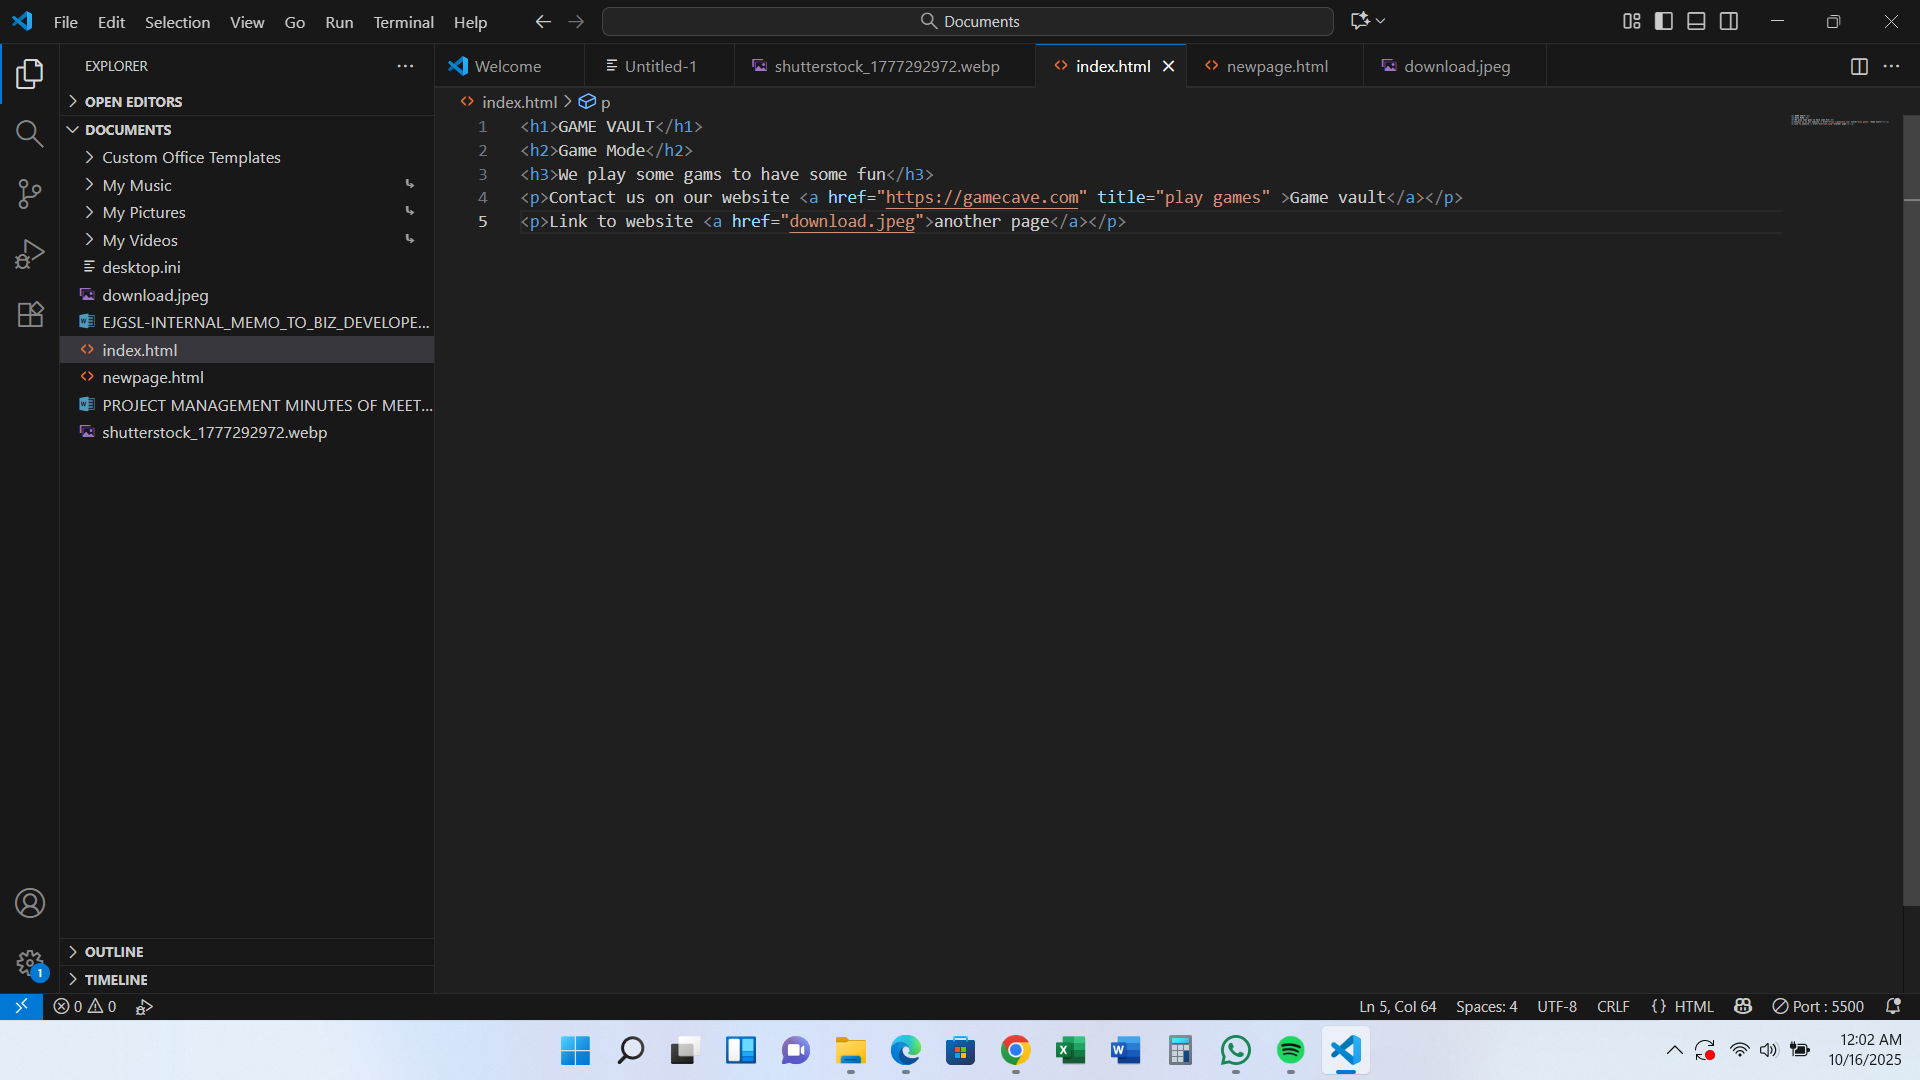 File Edit Selection View Go Run Terminal Help
Documents
EXPLORER
OPEN EDITORS
DOCUMENTS
Custom Office Templates
My Music
My Pictures
My Videos
desktop.ini
download.jpeg
EJGSL-INTERNAL_MEMO_TO_BIZ_DEVELOPE...
index.html
newpage.html
PROJECT MANAGEMENT MINUTES OF MEET...
shutterstock_1777292972.webp
OUTLINE
TIMELINE
Welcome Untitled-1 shutterstock_1777292972.webp index.html newpage.html download.jpeg
index.html > p
1 <h1>GAME VAULT</h1>
2 <h2>Game Mode</h2>
3 <h3>We play some gams to have some fun</h3>
4 <p>Contact us on our website <a href="https://gamecave.com" title="play games" >Game vault</a></p>
5 <p>Link to website <a href="download.jpeg">another page</a></p>
1
0 0
Ln 5, Col 64 Spaces: 4 UTF-8 CRLF {} HTML Port : 5500
12:02 AM
10/16/2025